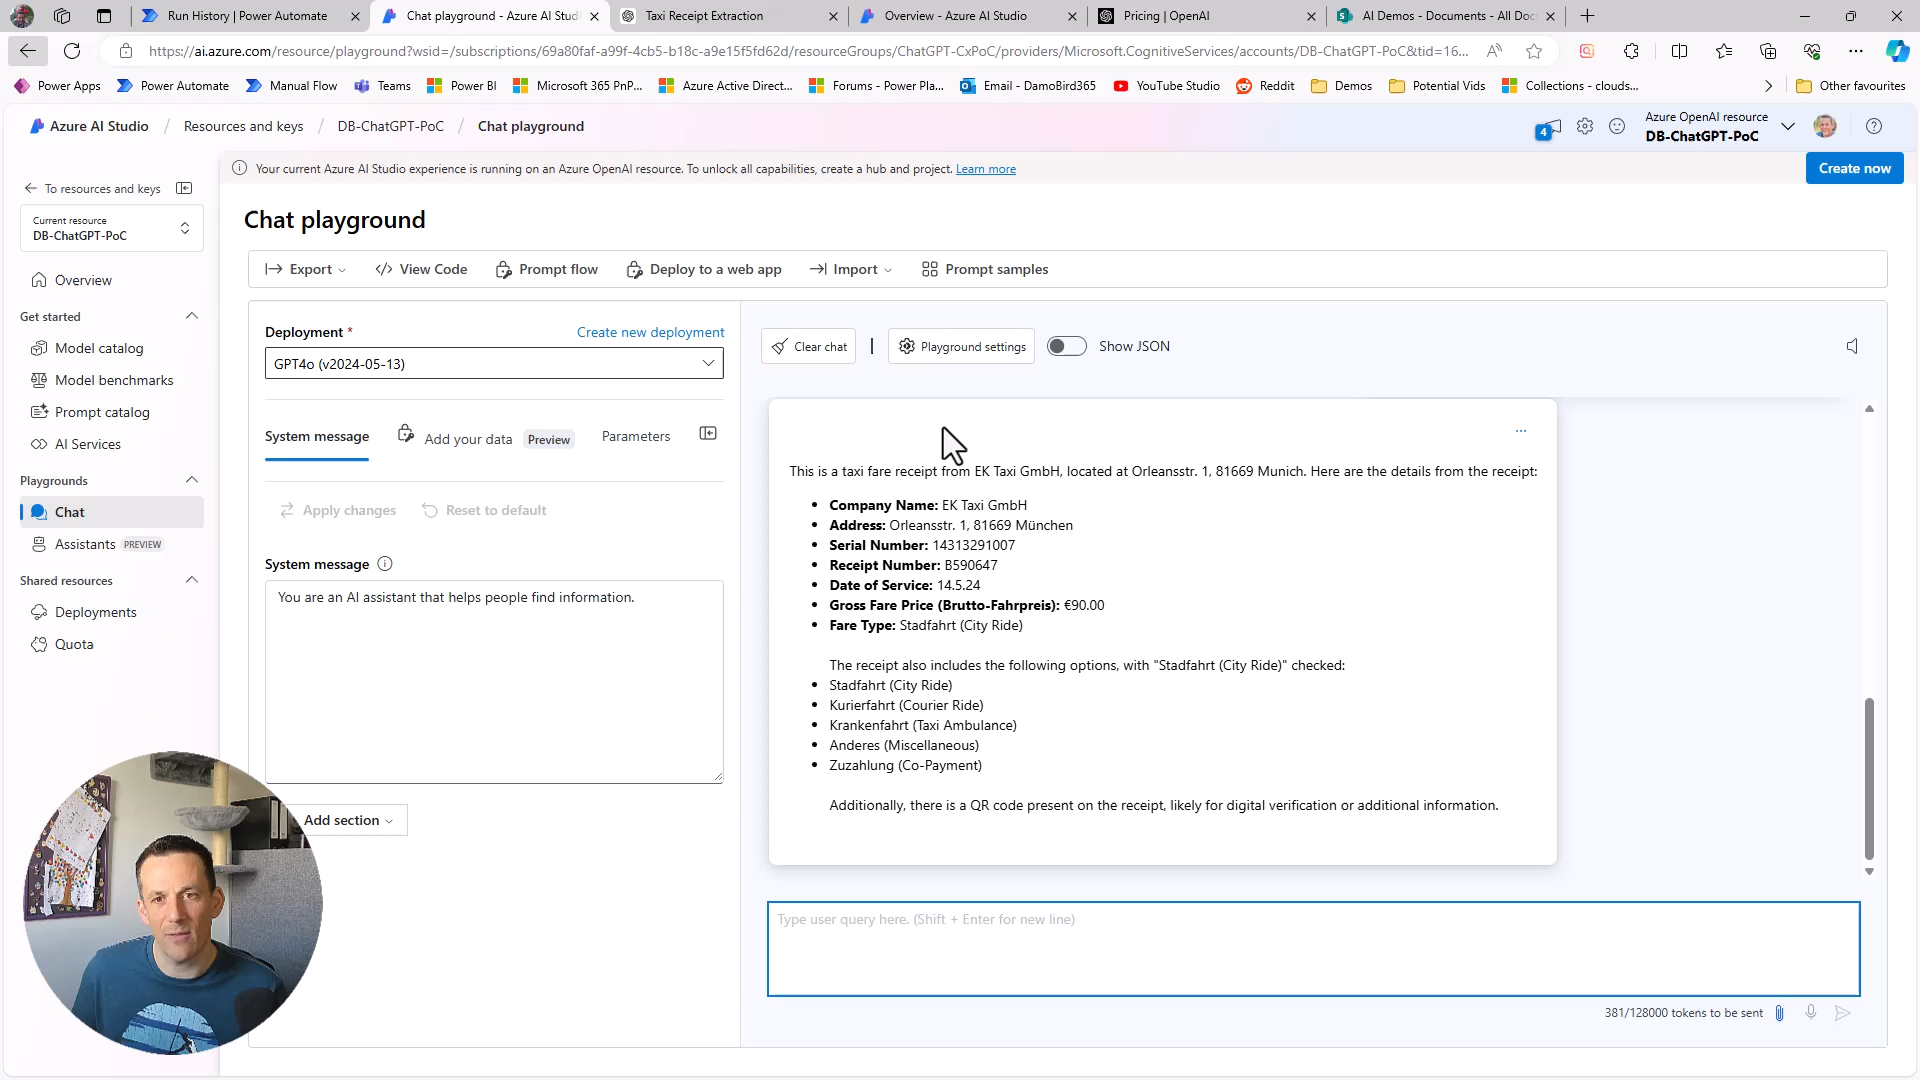 Run History | Power Automate
Chat playground - Azure AI Studi
Taxi Receipt Extraction
Overview - Azure AI Studio
Pricing | OpenAI
AI Demos - Documents - All Doc
https://ai.azure.com/resource/playground?wsid=/subscriptions/69a80faf-a99f-4cb5-b18c-a9e15f5fd62d/resourceGroups/ChatGPT-CxPoC/providers/Microsoft.CognitiveServices/accounts/DB-ChatGPT-PoC&tid=16...
Power Apps
Power Automate
Manual Flow
Teams
Power BI
Microsoft 365 PnP...
Azure Active Direct...
Forums - Power Pla...
Email - DamoBird365
YouTube Studio
Reddit
Demos
Potential Vids
Collections - clouds...
Other favourites
Azure AI Studio / Resources and keys / DB-ChatGPT-PoC / Chat playground
4
Azure OpenAI resource
DB-ChatGPT-PoC
Your current Azure AI Studio experience is running on an Azure OpenAI resource. To unlock all capabilities, create a hub and project. Learn more
Create now
To resources and keys
Current resource
DB-ChatGPT-PoC
Overview
Get started
Model catalog
Model benchmarks
Prompt catalog
AI Services
Playgrounds
Chat
Assistants PREVIEW
Shared resources
Deployments
Quota
Chat playground
Export
View Code
Prompt flow
Deploy to a web app
Import
Prompt samples
Deployment *
Create new deployment
GPT4o (v2024-05-13)
System message
Add your data Preview
Parameters
Apply changes
Reset to default
System message
You are an AI assistant that helps people find information.
Add section
Clear chat
Playground settings
Show JSON
This is a taxi fare receipt from EK Taxi GmbH, located at Orleansstr. 1, 81669 Munich. Here are the details from the receipt:
Company Name: EK Taxi GmbH
Address: Orleansstr. 1, 81669 München
Serial Number: 14313291007
Receipt Number: B590647
Date of Service: 14.5.24
Gross Fare Price (Brutto-Fahrpreis): €90.00
Fare Type: Stadfahrt (City Ride)
The receipt also includes the following options, with "Stadfahrt (City Ride)" checked:
Stadfahrt (City Ride)
Kurierfahrt (Courier Ride)
Krankenfahrt (Taxi Ambulance)
Anderes (Miscellaneous)
Zuzahlung (Co-Payment)
Additionally, there is a QR code present on the receipt, likely for digital verification or additional information.
Type user query here. (Shift + Enter for new line)
381/128000 tokens to be sent